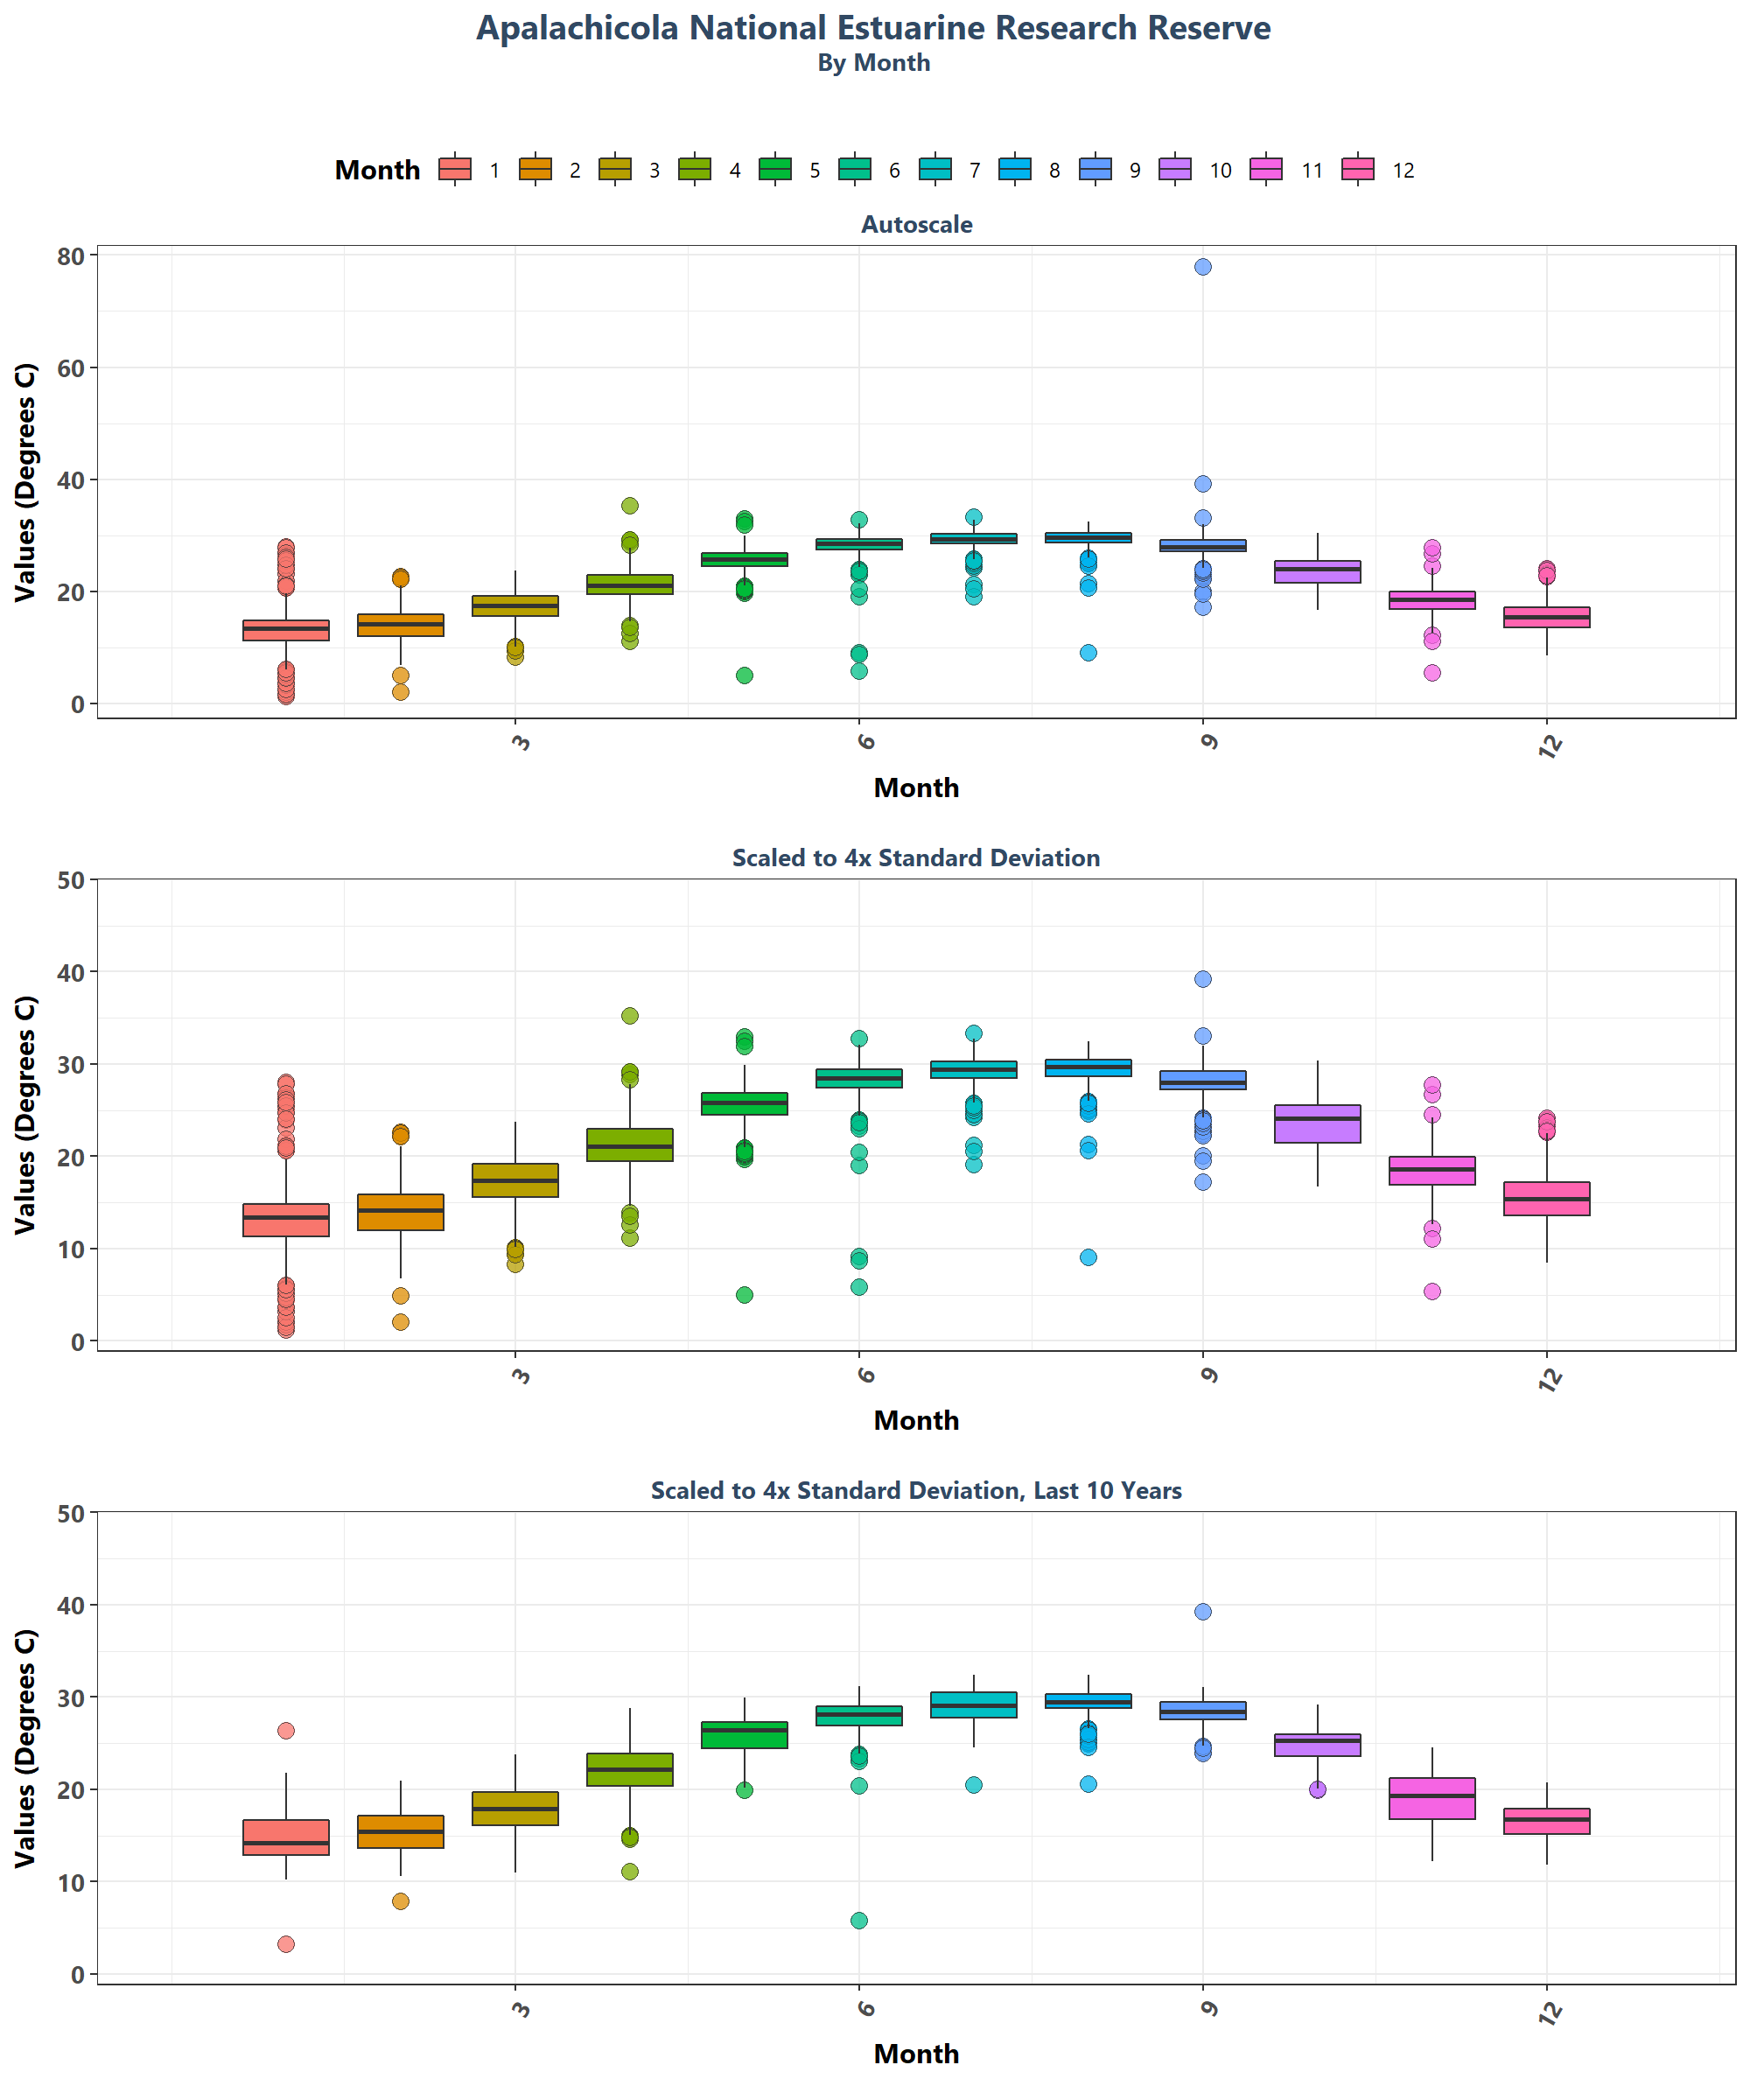 Apalachicola National Estuarine Research Reserve
By Month
Month 1 2 3 4 5 6 7 8 9 10 11 12
Autoscale
Values (Degrees C)
80
60
40
20
0
3 6 9 12
Month
Scaled to 4x Standard Deviation
Values (Degrees C)
50
40
30
20
10
0
3 6 9 12
Month
Scaled to 4x Standard Deviation, Last 10 Years
Values (Degrees C)
50
40
30
20
10
0
3 6 9 12
Month